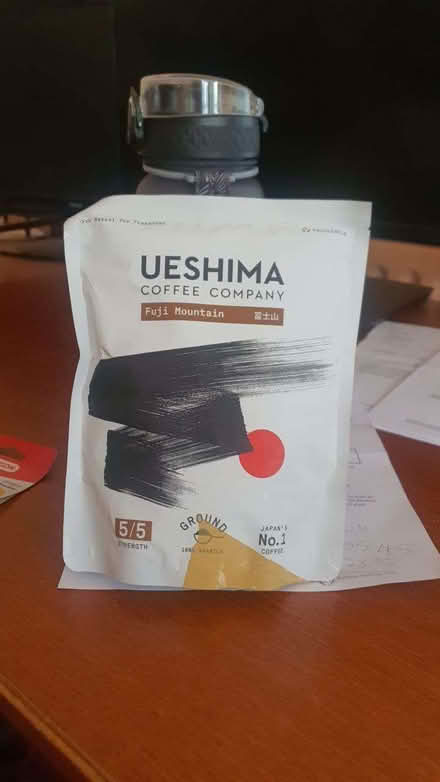 UESHIMA
COFFEE COMPANY
Fuji Mountain 富士山
5/5
STRENGTH
GROUND
100% ARABICA
JAPAN'S
No.1
COFFEE